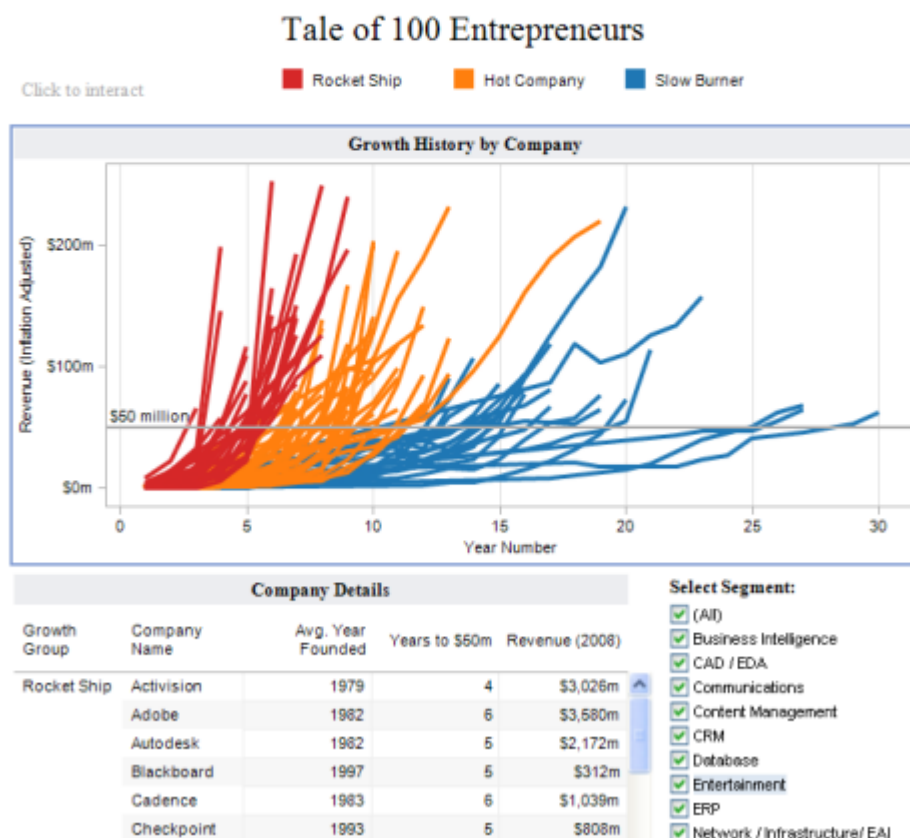 Tale of 100 Entrepreneurs
Click to interact
Rocket Ship Hot Company Slow Burner
Growth History by Company
Revenue (Inflation Adjusted)
$200m
$100m
$50 million
$0m
0 5 10 15 20 25 30
Year Number
Company Details
Growth Group Company Name Avg. Year Founded Years to $50m Revenue (2008)
Rocket Ship Activision 1979 4 $3,026m
Adobe 1982 6 $3,580m
Autodesk 1982 5 $2,172m
Blackboard 1997 5 $312m
Cadence 1983 6 $1,039m
Checkpoint 1993 5 $808m
Select Segment:
(All)
Business Intelligence
CAD / EDA
Communications
Content Management
CRM
Database
Entertainment
ERP
Network / Infrastructure/ EAI